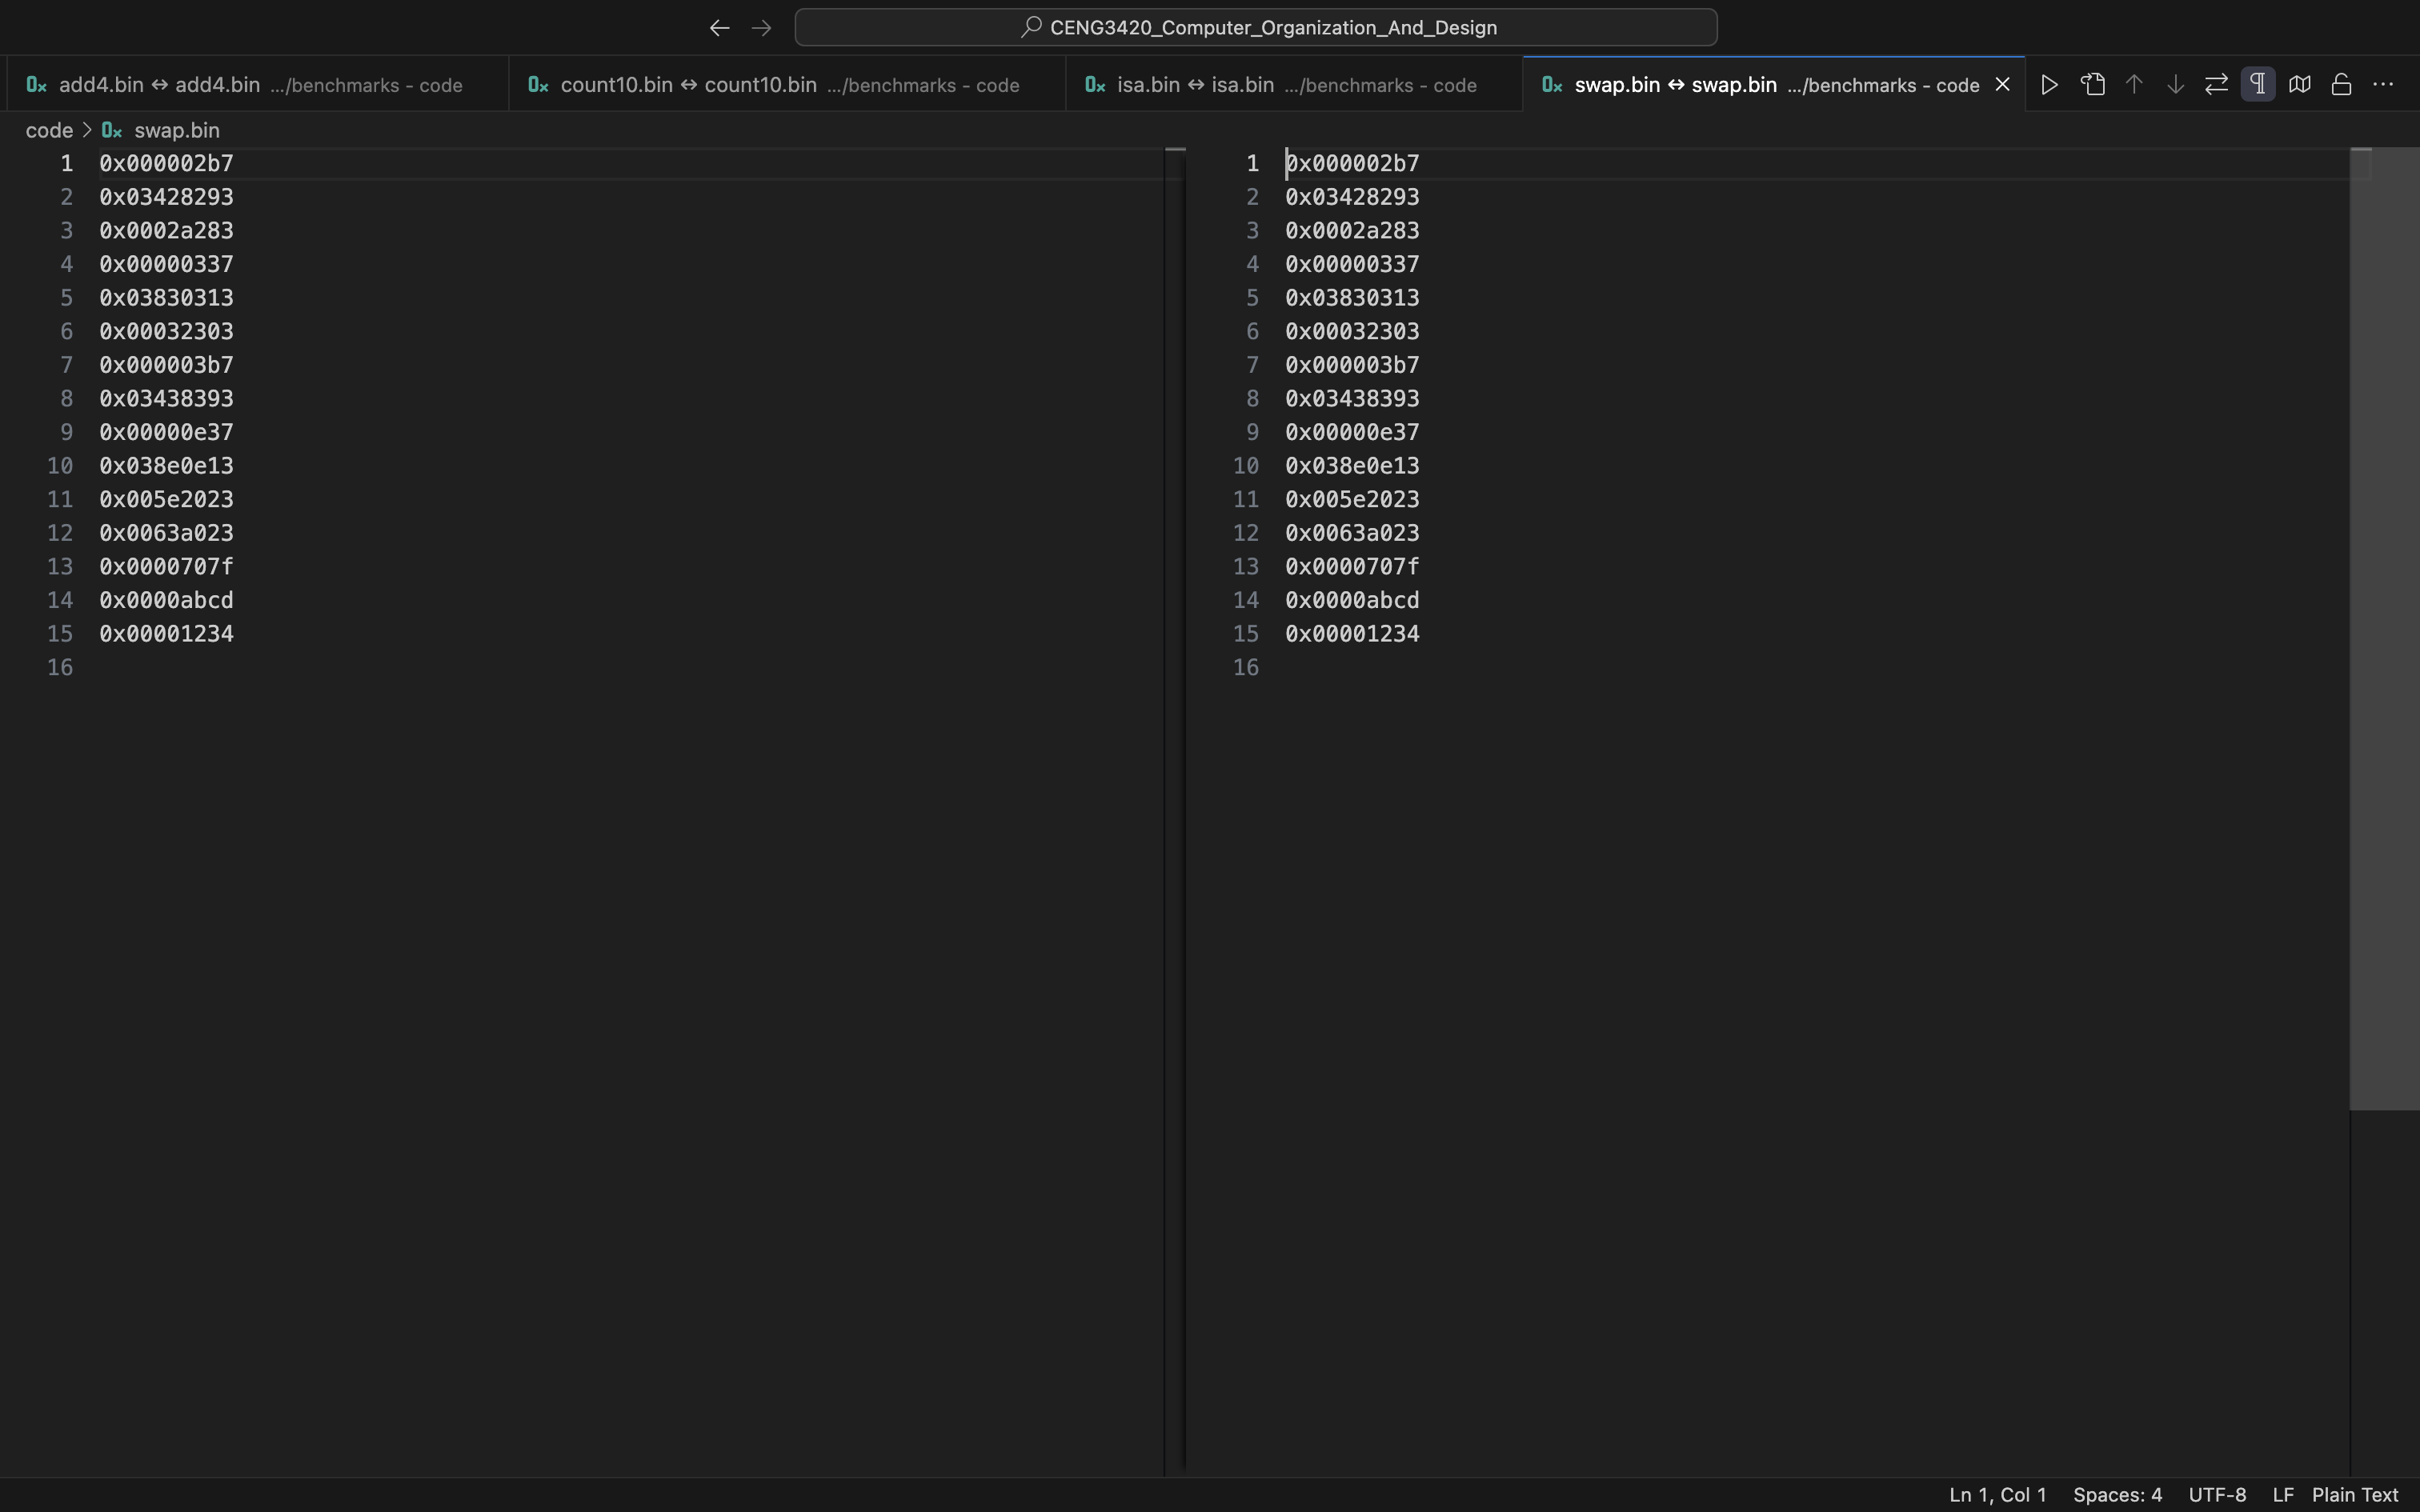 CENG3420_Computer_Organization_And_Design
add4.bin ↔ add4.bin .../benchmarks - code
count10.bin ↔ count10.bin .../benchmarks - code
isa.bin ↔ isa.bin .../benchmarks - code
swap.bin ↔ swap.bin .../benchmarks - code
code > swap.bin
1 0x000002b7
2 0x03428293
3 0x0002a283
4 0x00000337
5 0x03830313
6 0x00032303
7 0x000003b7
8 0x03438393
9 0x00000e37
10 0x038e0e13
11 0x005e2023
12 0x0063a023
13 0x0000707f
14 0x0000abcd
15 0x00001234
16
1 0x000002b7
2 0x03428293
3 0x0002a283
4 0x00000337
5 0x03830313
6 0x00032303
7 0x000003b7
8 0x03438393
9 0x00000e37
10 0x038e0e13
11 0x005e2023
12 0x0063a023
13 0x0000707f
14 0x0000abcd
15 0x00001234
16
Ln 1, Col 1 Spaces: 4 UTF-8 LF Plain Text